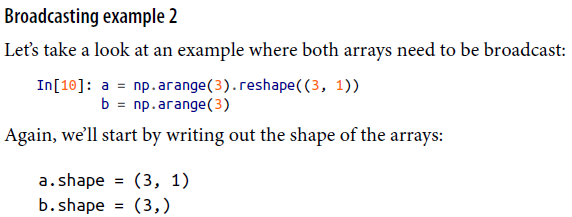 Broadcasting example 2
Let’s take a look at an example where both arrays need to be broadcast:
In[10]: a = np.arange(3).reshape((3, 1))
b = np.arange(3)
Again, we’ll start by writing out the shape of the arrays:
a.shape = (3, 1)
b.shape = (3,)